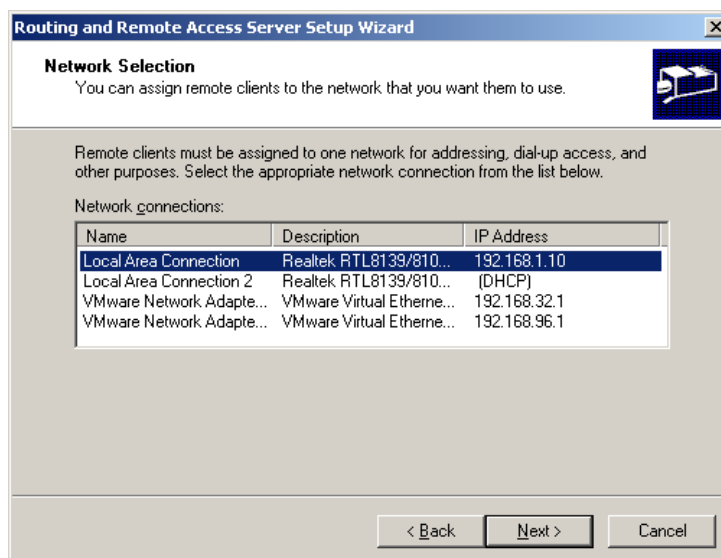 Routing and Remote Access Server Setup Wizard
Network Selection
You can assign remote clients to the network that you want them to use.
Remote clients must be assigned to one network for addressing, dial-up access, and
other purposes. Select the appropriate network connection from the list below.
Network connections:
Name Description IP Address
Local Area Connection Realtek RTL8139/810... 192.168.1.10
Local Area Connection 2 Realtek RTL8139/810... (DHCP)
VMware Network Adapte... VMware Virtual Etherne... 192.168.32.1
VMware Network Adapte... VMware Virtual Etherne... 192.168.96.1
< Back Next > Cancel